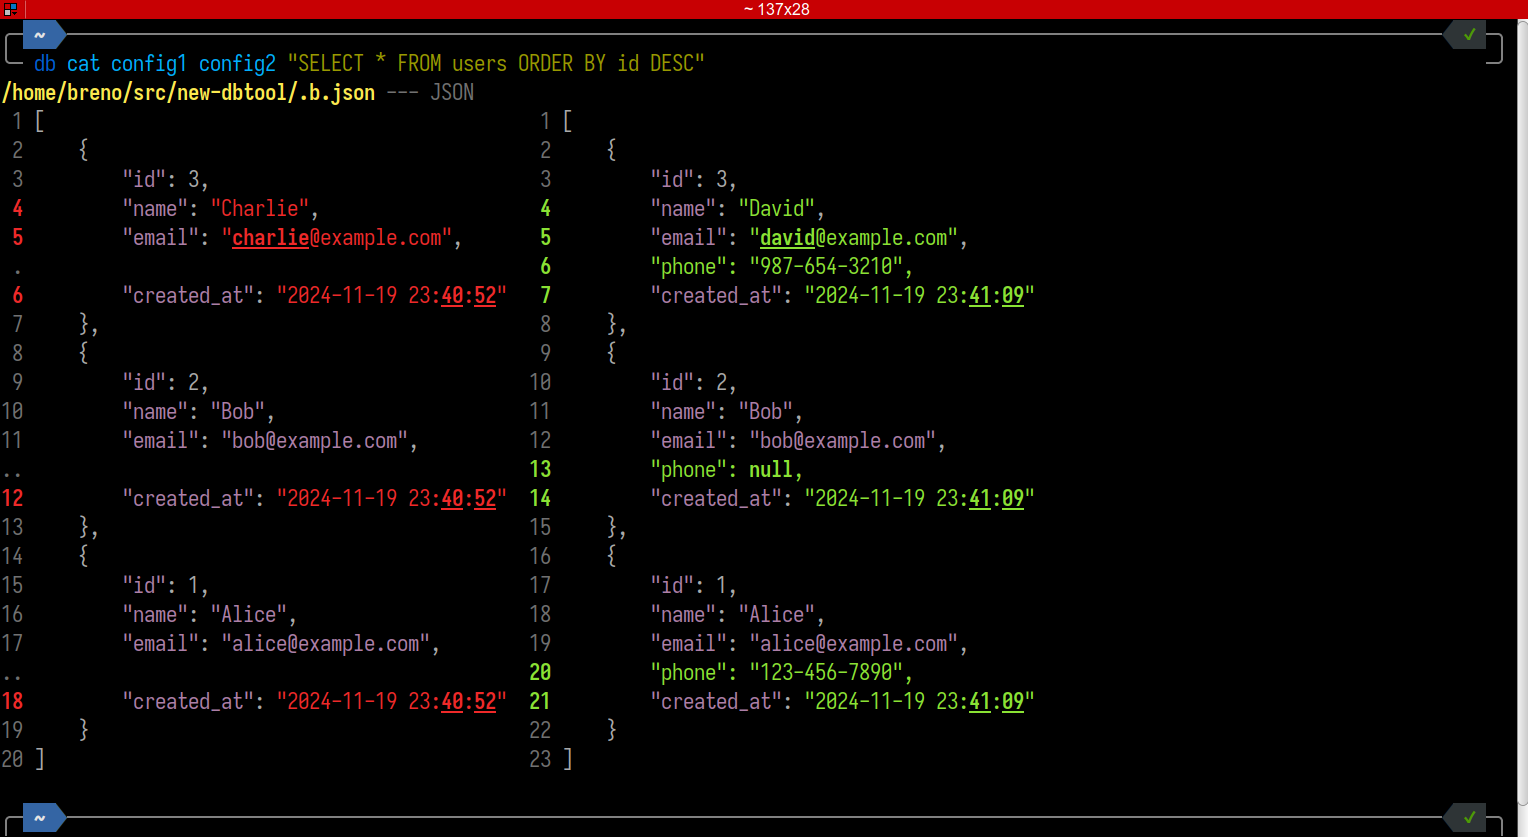 ~ 137x28
~ ✓
db cat config1 config2 "SELECT * FROM users ORDER BY id DESC"
/home/breno/src/new-dbtool/.b.json --- JSON
1 [ 1 [
2 { 2 {
3 "id": 3, 3 "id": 3,
4 "name": "Charlie", 4 "name": "David",
5 "email": "charlie@example.com", 5 "email": "david@example.com",
. 6 "phone": "987-654-3210",
6 "created_at": "2024-11-19 23:40:52" 7 "created_at": "2024-11-19 23:41:09"
7 }, 8 },
8 { 9 {
9 "id": 2, 10 "id": 2,
10 "name": "Bob", 11 "name": "Bob",
11 "email": "bob@example.com", 12 "email": "bob@example.com",
.. 13 "phone": null,
12 "created_at": "2024-11-19 23:40:52" 14 "created_at": "2024-11-19 23:41:09"
13 }, 15 },
14 { 16 {
15 "id": 1, 17 "id": 1,
16 "name": "Alice", 18 "name": "Alice",
17 "email": "alice@example.com", 19 "email": "alice@example.com",
.. 20 "phone": "123-456-7890",
18 "created_at": "2024-11-19 23:40:52" 21 "created_at": "2024-11-19 23:41:09"
19 } 22 }
20 ] 23 ]
~ ✓